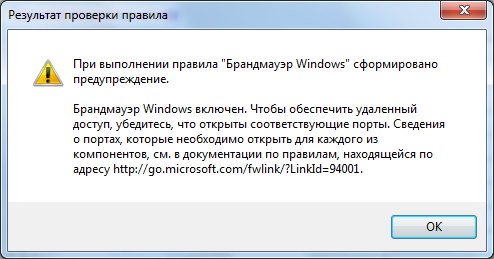 Результат проверки правила
При выполнении правила "Брандмауэр Windows" сформировано
предупреждение.
Брандмауэр Windows включен. Чтобы обеспечить удаленный
доступ, убедитесь, что открыты соответствующие порты. Сведения
о портах, которые необходимо открыть для каждого из
компонентов, см. в документации по правилам, находящейся по
адресу http://go.microsoft.com/fwlink/?LinkId=94001.
OK